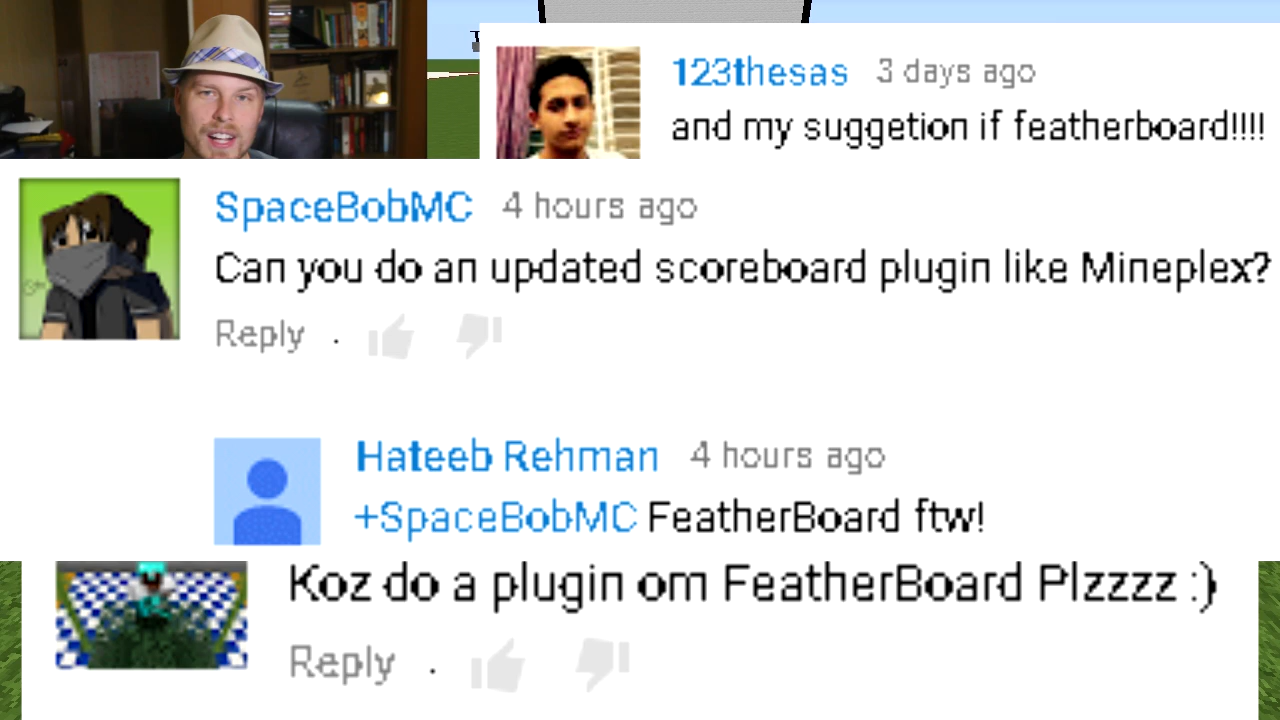 123thesas 3 days ago
and my suggetion if featherboard!!!!
SpaceBobMC 4 hours ago
Can you do an updated scoreboard plugin like Mineplex?
Reply .
Hateeb Rehman 4 hours ago
+SpaceBobMC FeatherBoard ftw!
Koz do a plugin om FeatherBoard Plzzzz :)
Reply .